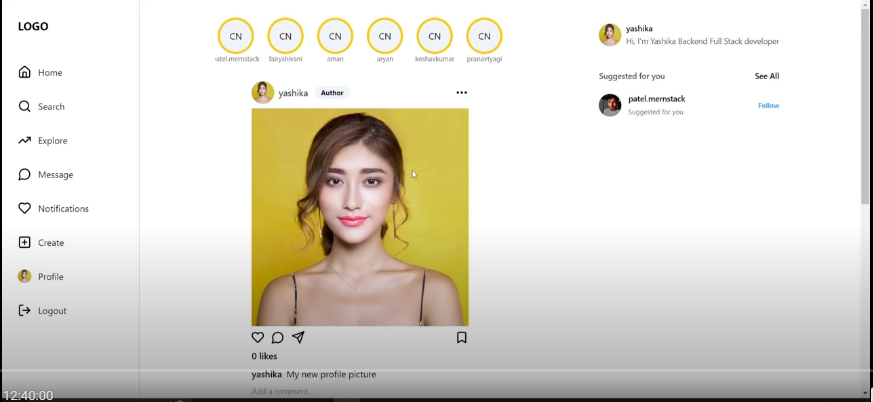 LOGO
Home
Search
Explore
Message
Notifications
Create
Profile
Logout
CN CN CN CN CN CN
patel.mernstack fairyshivani aman aryan keshavkumar pranavtyagi
yashika Author
0 likes
yashika My new profile picture
Add a comment...
yashika
Hi, I'm Yashika Backend Full Stack developer
Suggested for you See All
patel.mernstack Follow
Suggested for you
12:40:00